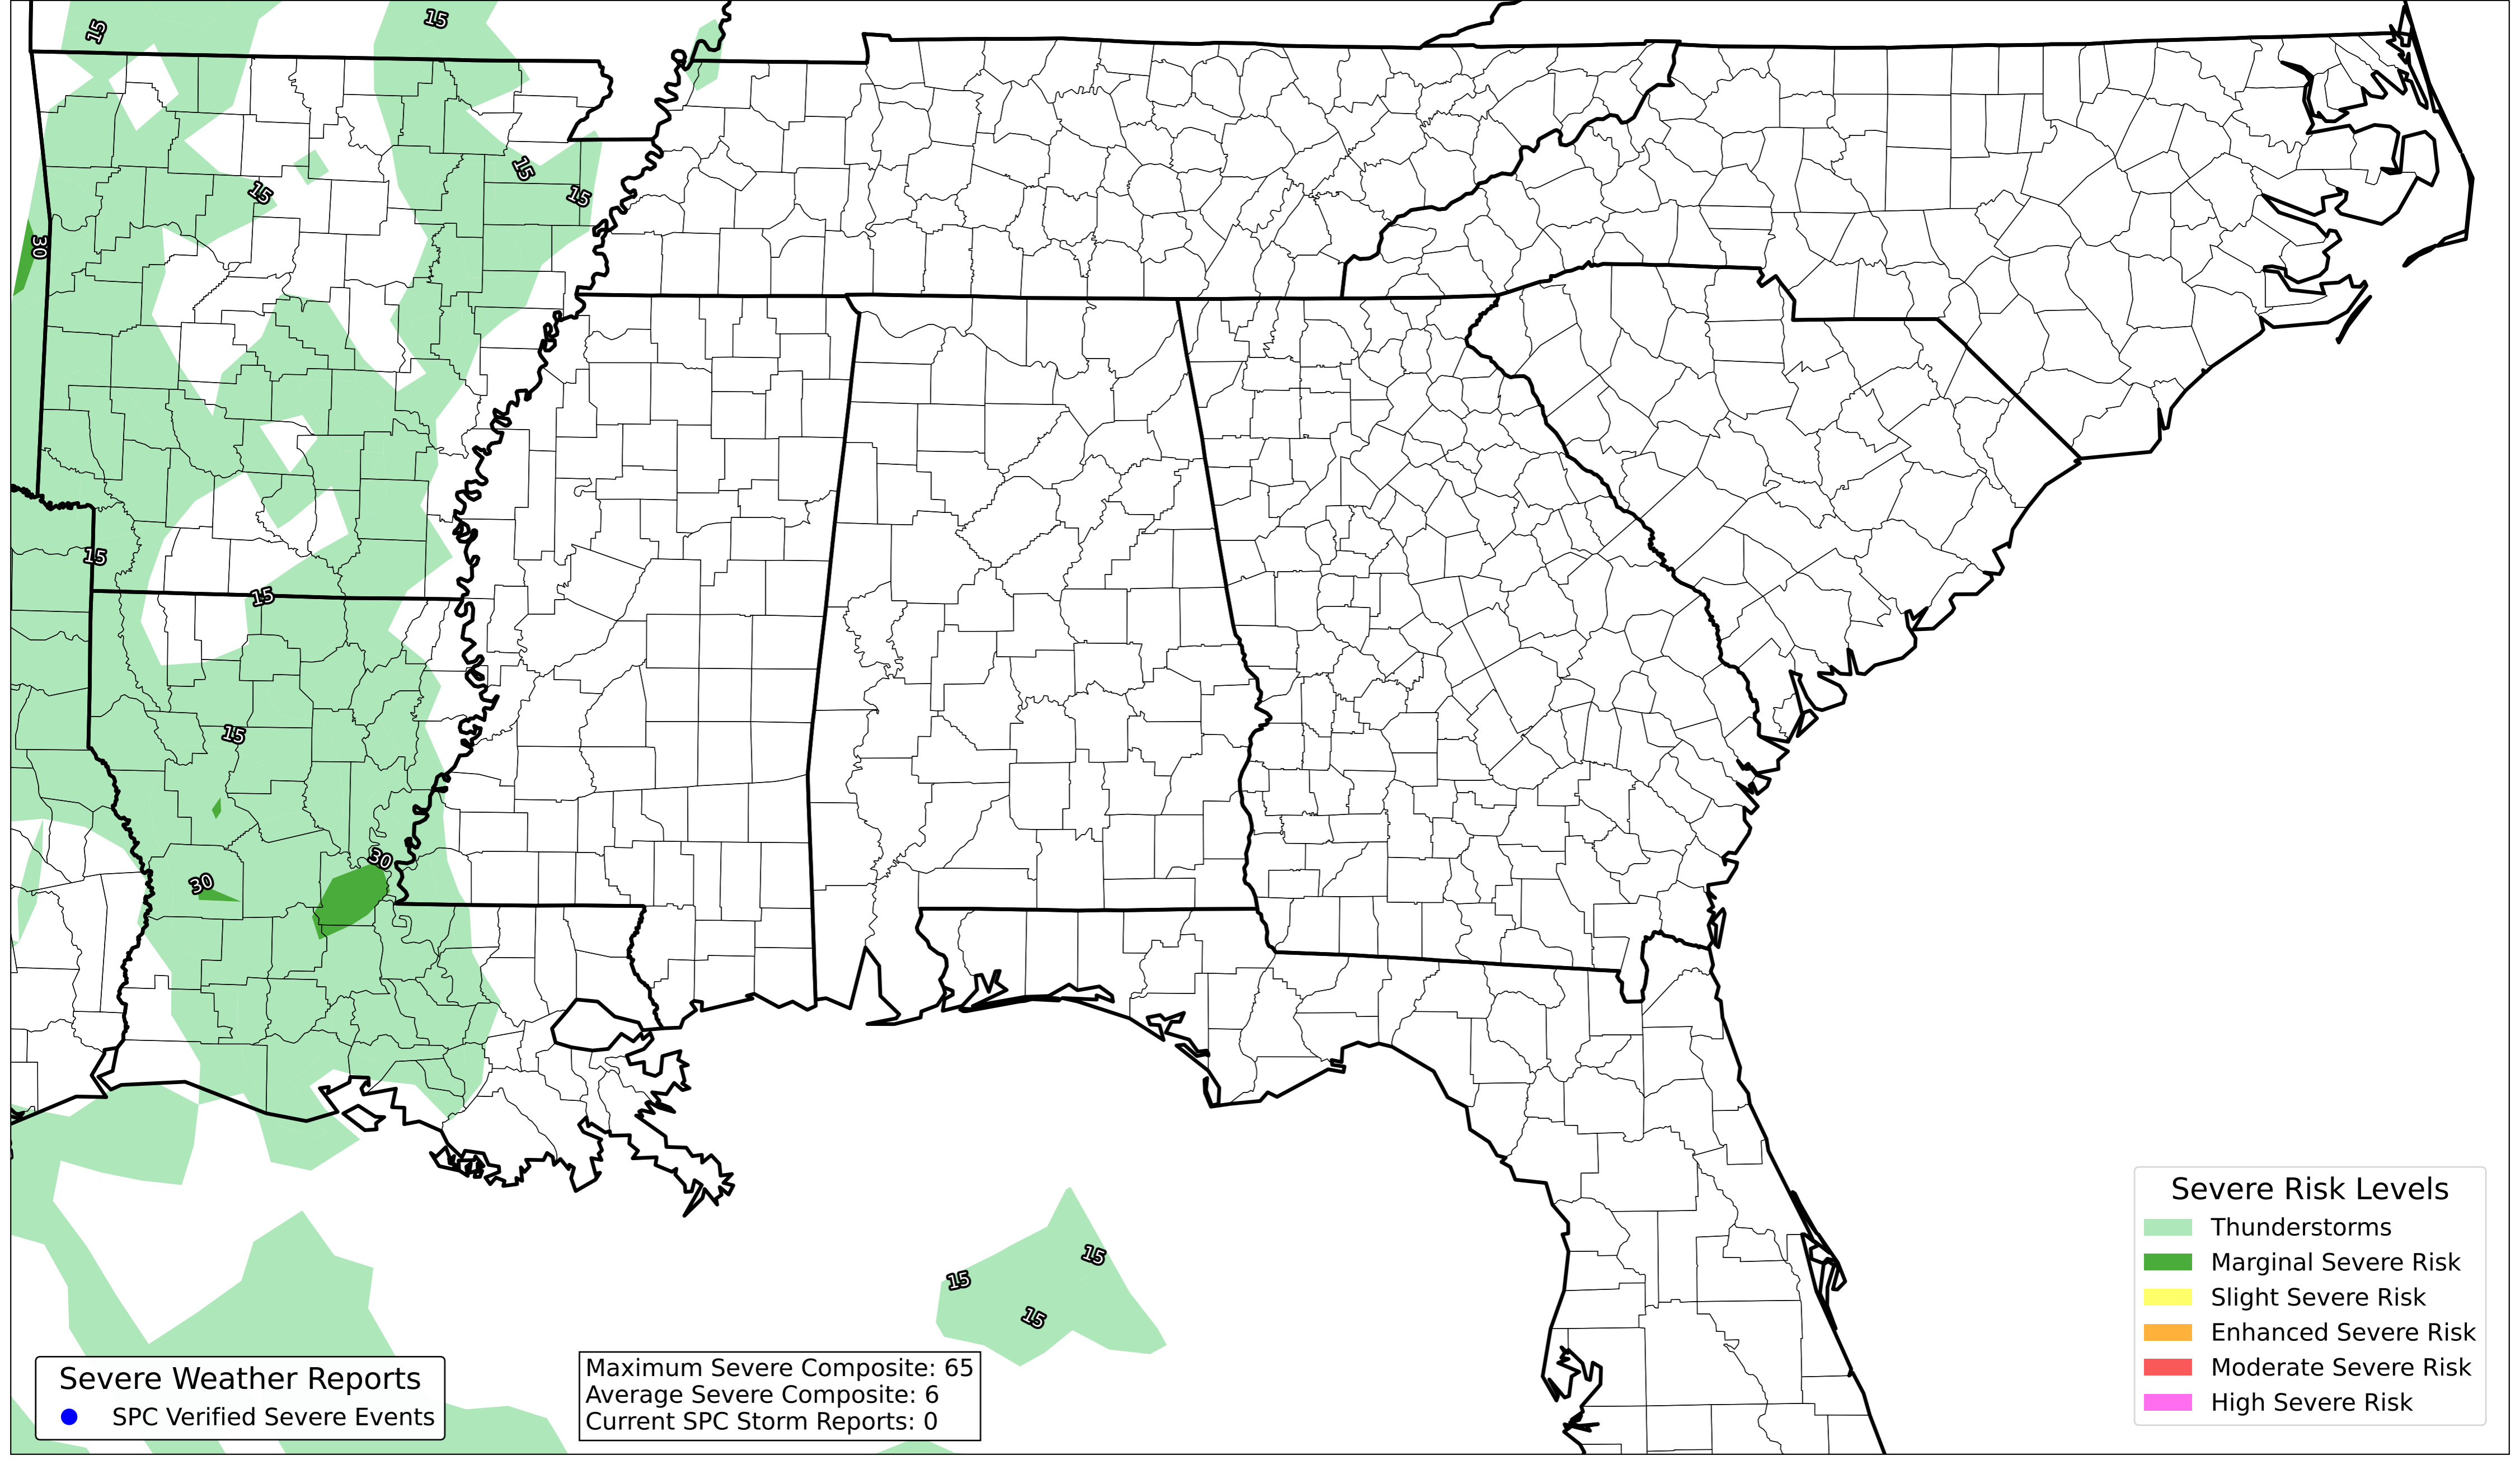 15
15
15
15
15
30
15
15
15
30
30
15
15
15
Severe Risk Levels
Thunderstorms
Marginal Severe Risk
Slight Severe Risk
Enhanced Severe Risk
Moderate Severe Risk
High Severe Risk
Severe Weather Reports
SPC Verified Severe Events
Maximum Severe Composite: 65
Average Severe Composite: 6
Current SPC Storm Reports: 0